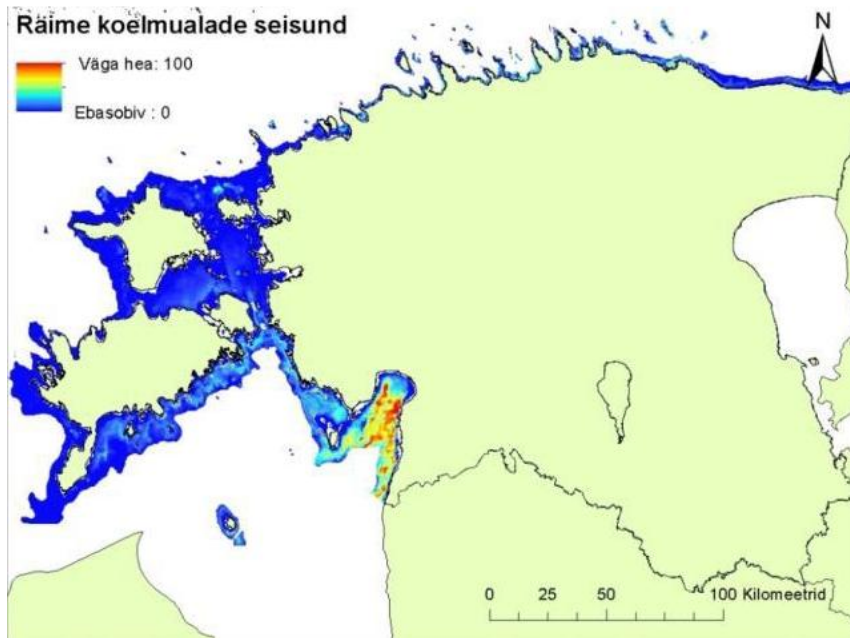 Räime koelmualade seisund
Väga hea: 100
Ebasobiv : 0
N
0 25 50 100 Kilomeetrid